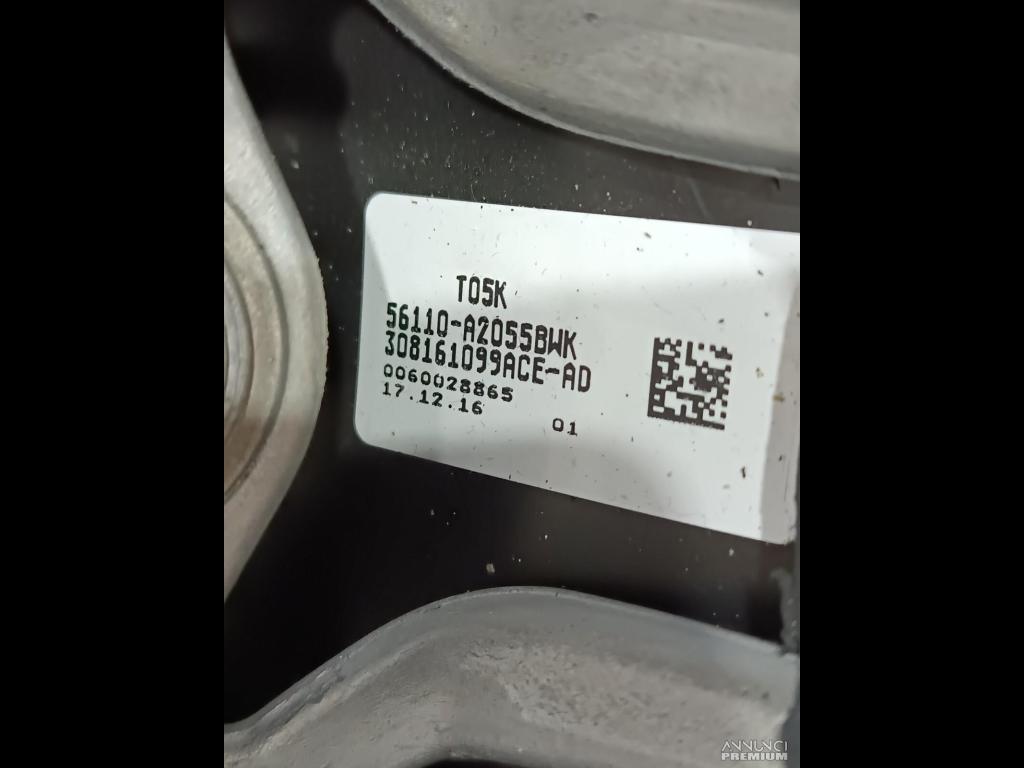 T05K
56110-A2055BWK
308161099ACE-AD
0060028865
17.12.16
01
ANNUNCI
PREMIUM